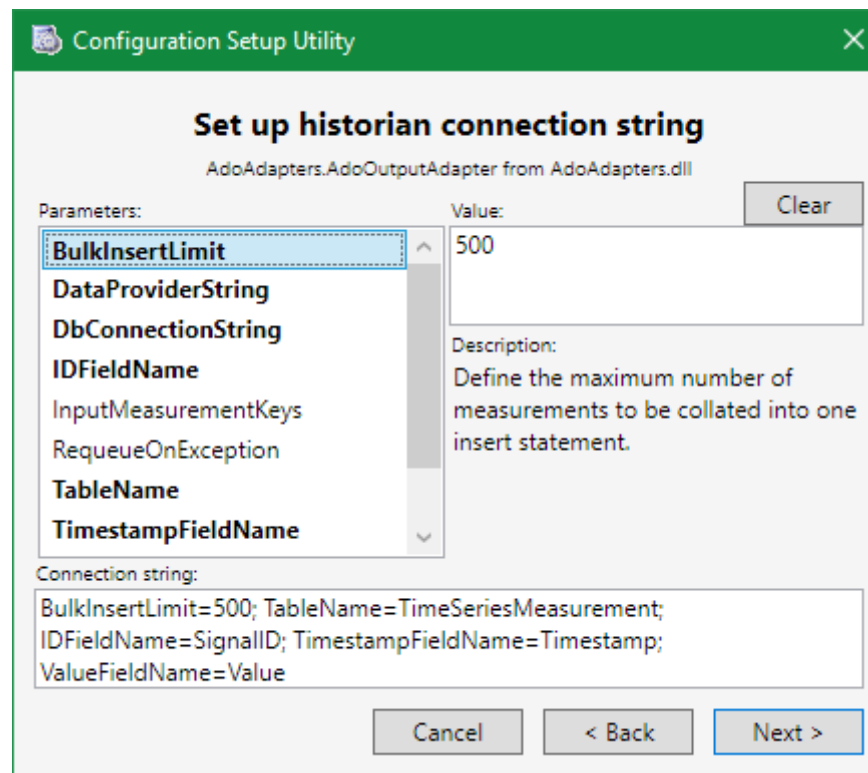 Configuration Setup Utility
Set up historian connection string
AdoAdapters.AdoOutputAdapter from AdoAdapters.dll
Parameters:
Value:
Clear
BulkInsertLimit
DataProviderString
DbConnectionString
IDFieldName
InputMeasurementKeys
RequeueOnException
TableName
TimestampFieldName
500
Description:
Define the maximum number of
measurements to be collated into one
insert statement.
Connection string:
BulkInsertLimit=500; TableName=TimeSeriesMeasurement;
IDFieldName=SignalID; TimestampFieldName=Timestamp;
ValueFieldName=Value
Cancel
< Back
Next >